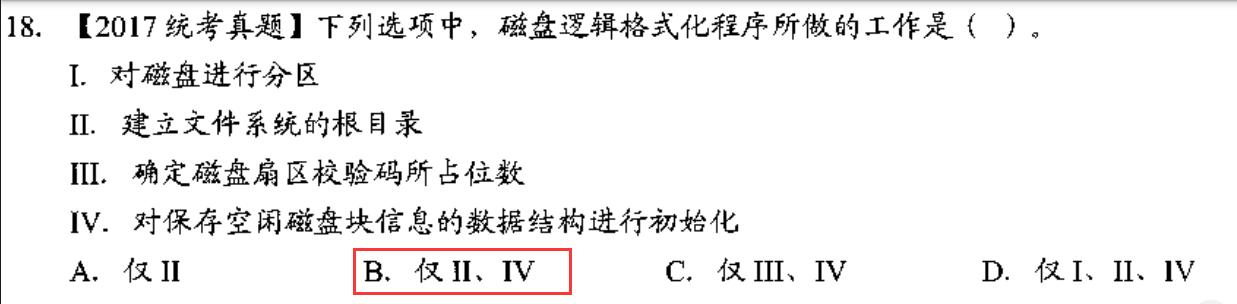 18. 【2017 统考真题】下列选项中，磁盘逻辑格式化程序所做的工作是（ ）。
I. 对磁盘进行分区
II. 建立文件系统的根目录
III. 确定磁盘扇区校验码所占位数
IV. 对保存空闲磁盘块信息的数据结构进行初始化
A. 仅 II B. 仅 II、IV C. 仅 III、IV D. 仅 I、II、IV